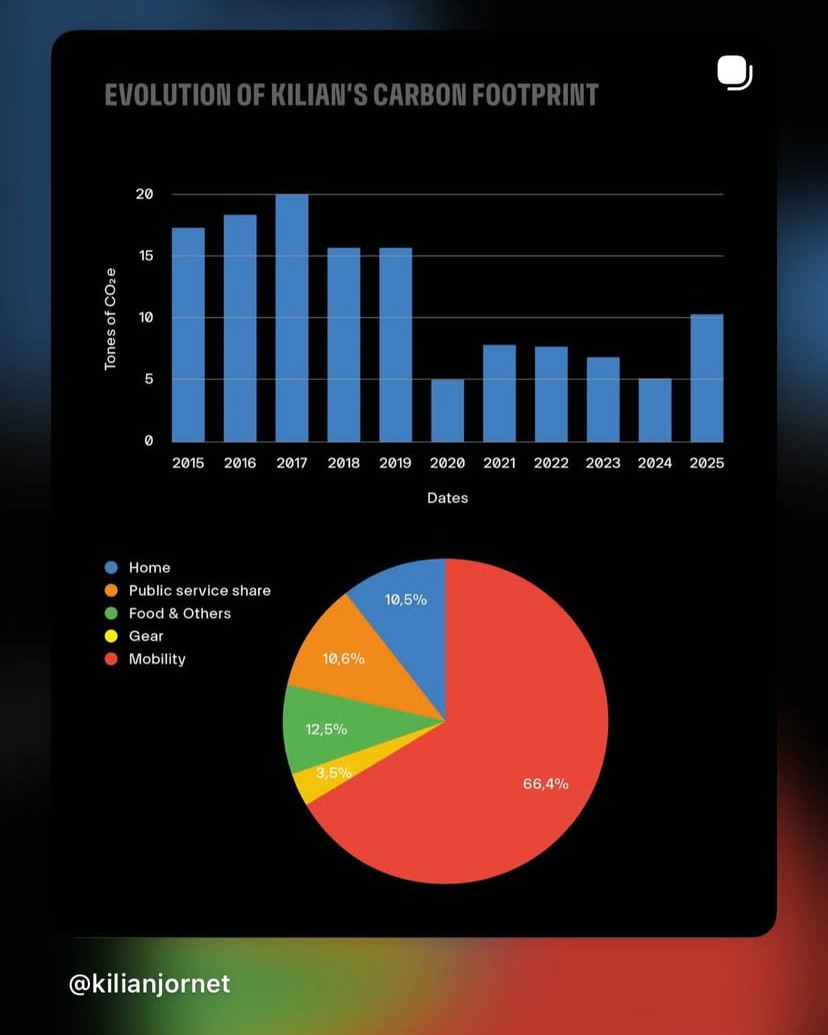 EVOLUTION OF KILIAN'S CARBON FOOTPRINT
Tones of CO₂e
20
15
10
5
0
2015 2016 2017 2018 2019 2020 2021 2022 2023 2024 2025
Dates
Home
Public service share
Food & Others
Gear
Mobility
10,5%
10,6%
12,5%
3,5%
66,4%
@kilianjornet